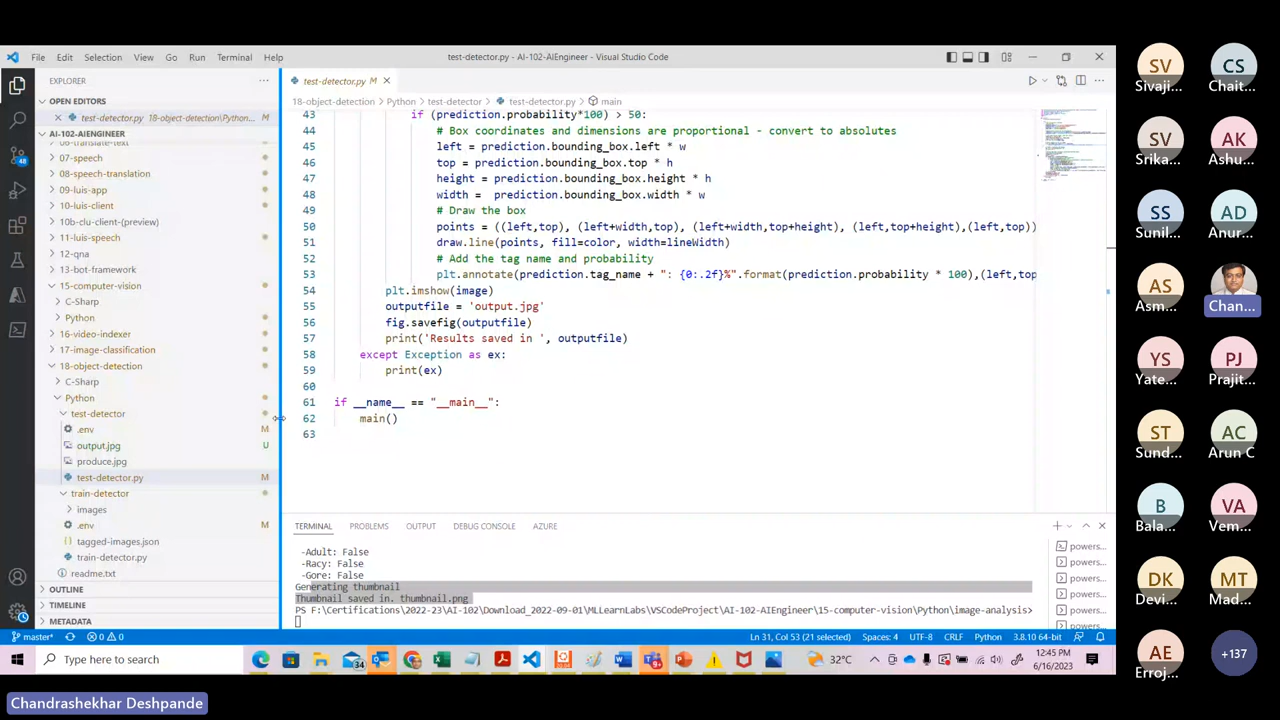 File Edit Selection View Go Run Terminal Help
test-detector.py - AI-102-AIEngineer - Visual Studio Code
EXPLORER
OPEN EDITORS
test-detector.py 18-object-detection\Python... M
AI-102-AIENGINEER
06-translate-text
07-speech
08-speech-translation
09-luis-app
10-luis-client
10b-clu-client-(preview)
11-luis-speech
12-qna
13-bot-framework
15-computer-vision
C-Sharp
Python
16-video-indexer
17-image-classification
18-object-detection
C-Sharp
Python
test-detector
.env M
output.jpg U
produce.jpg
test-detector.py M
train-detector
images
.env M
tagged-images.json
train-detector.py
readme.txt
OUTLINE
TIMELINE
METADATA
48
test-detector.py M
18-object-detection > Python > test-detector > test-detector.py > main
43 if (prediction.probability*100) > 50:
44 # Box coordinates and dimensions are proportional - convert to absolutes
45 left = prediction.bounding_box.left * w
46 top = prediction.bounding_box.top * h
47 height = prediction.bounding_box.height * h
48 width =  prediction.bounding_box.width * w
49 # Draw the box
50 points = ((left,top), (left+width,top), (left+width,top+height), (left,top+height),(left,top))
51 draw.line(points, fill=color, width=lineWidth)
52 # Add the tag name and probability
53 plt.annotate(prediction.tag_name + ": {0:.2f}%".format(prediction.probability * 100),(left,top
54 plt.imshow(image)
55 outputfile = 'output.jpg'
56 fig.savefig(outputfile)
57 print('Results saved in ', outputfile)
58 except Exception as ex:
59 print(ex)
60
61 if __name__ == "__main__":
62 main()
63
TERMINAL PROBLEMS OUTPUT DEBUG CONSOLE AZURE
-Adult: False
-Racy: False
-Gore: False
Generating thumbnail
Thumbnail saved in. thumbnail.png
PS F:\Certifications\2022-23\AI-102\Download_2022-09-01\MLLearnLabs\VSCodeProject\AI-102-AIEngineer\15-computer-vision\Python\image-analysis>
powers...
powers...
powers...
powers...
powers...
powers...
master* 0 0
Ln 31, Col 53 (21 selected) Spaces: 4 UTF-8 CRLF Python 3.8.10 64-bit
Type here to search
34
32°C
12:45 PM
6/16/2023
SV CS
Sivaji... Chait...
SV AK
Srika... Ashu...
SS AD
Sunil... Anur...
AS
Asm... Chan...
YS PJ
Yate... Prajit...
ST AC
Sund... Arun C
B VA
Bala... Vem...
DK MT
Devi... Mad...
AE +137
Erroj...
Chandrashekhar Deshpande